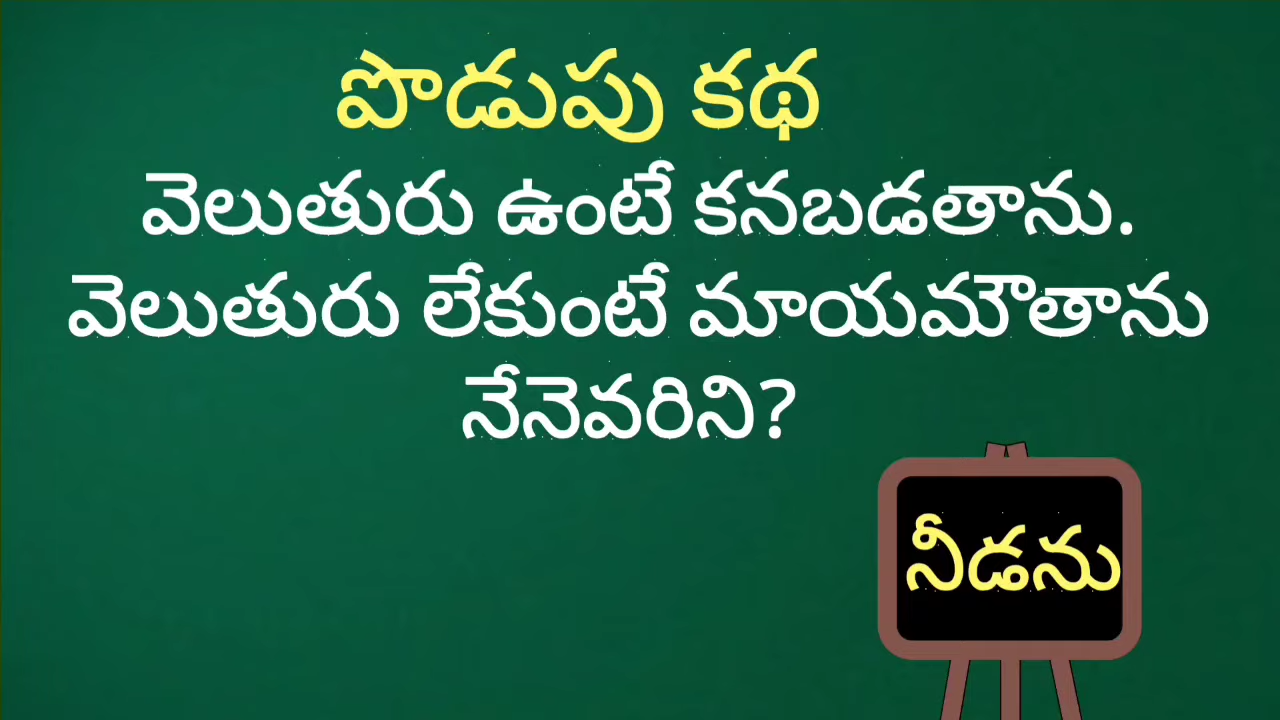 పొడుపు కథ
వెలుతురు ఉంటే కనబడతాను.
వెలుతురు లేకుంటే మాయమౌతాను
నేనెవరిని?
నీడను